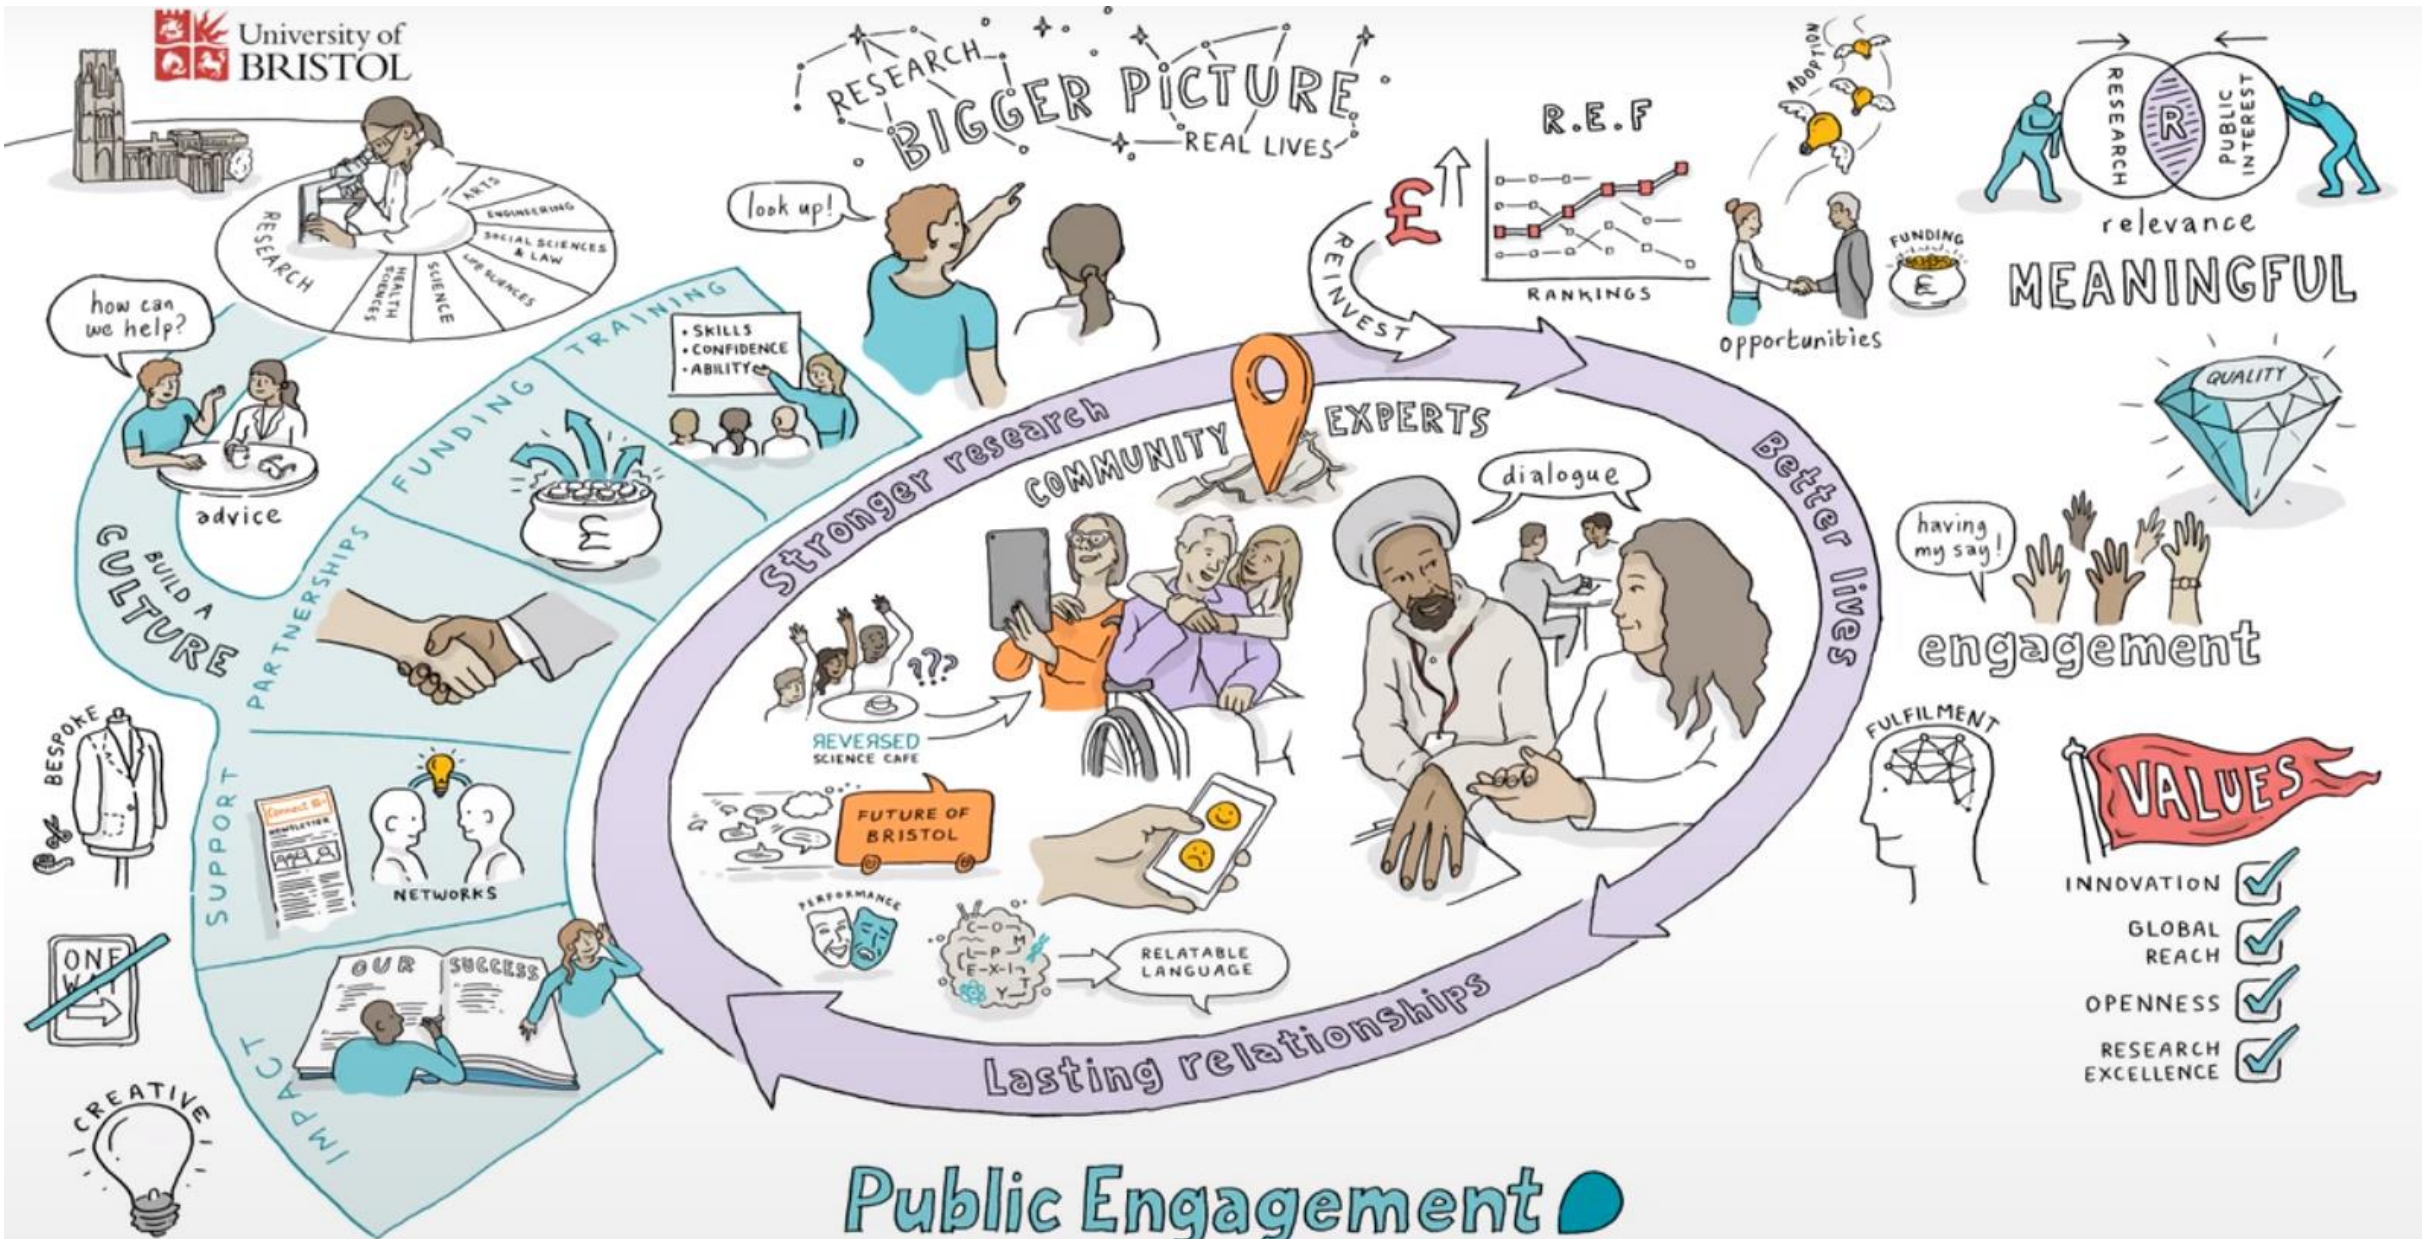 University of
BRISTOL
RESEARCH
ARTS
ENGINEERING
SOCIAL SCIENCES
& LAW
LIFE SCIENCES
SCIENCE
HEALTH
SCIENCES
how can
we help?
advice
BUILD A
CULTURE
TRAINING
• SKILLS
• CONFIDENCE
• ABILITY
FUNDING
£
PARTNERSHIPS
SUPPORT
Connect
NEWSLETTER
NETWORKS
IMPACT
OUR SUCCESS
BESPOKE
ONE
WAY
CREATIVE
RESEARCH
BIGGER PICTURE
REAL LIVES
look up!
REINVEST
£
R.E.F
RANKINGS
ADOPTION
opportunities
FUNDING
£
RESEARCH
R
PUBLIC
INTEREST
relevance
MEANINGFUL
QUALITY
having
my say!
engagement
FULFILMENT
VALUES
INNOVATION
GLOBAL
REACH
OPENNESS
RESEARCH
EXCELLENCE
Stronger research
Better lives
Lasting relationships
COMMUNITY EXPERTS
dialogue
???
REVERSED
SCIENCE CAFE
FUTURE OF
BRISTOL
PERFORMANCE
C-O-M
L-P
E-X-I
Y-T
RELATABLE
LANGUAGE
Public Engagement